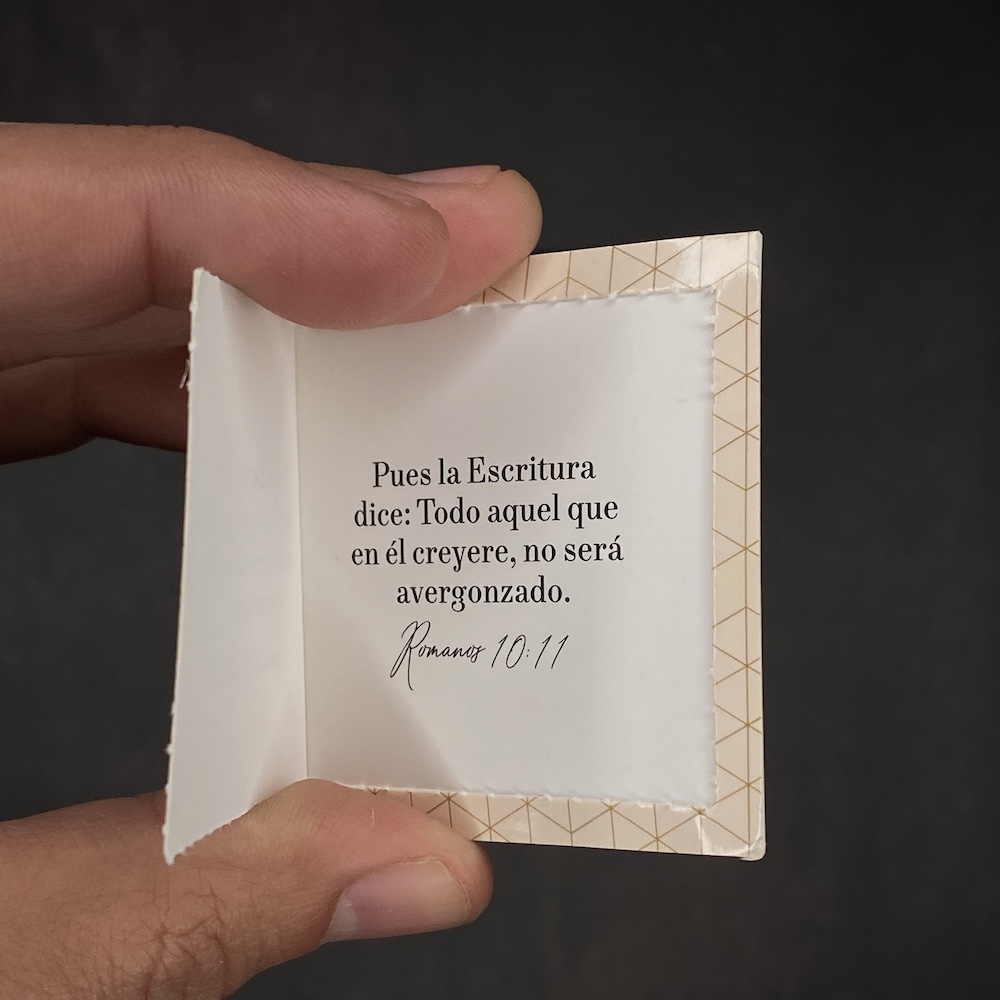 Pues la Escritura
dice: Todo aquel que
en él creyere, no será
avergonzado.
Romanos 10:11